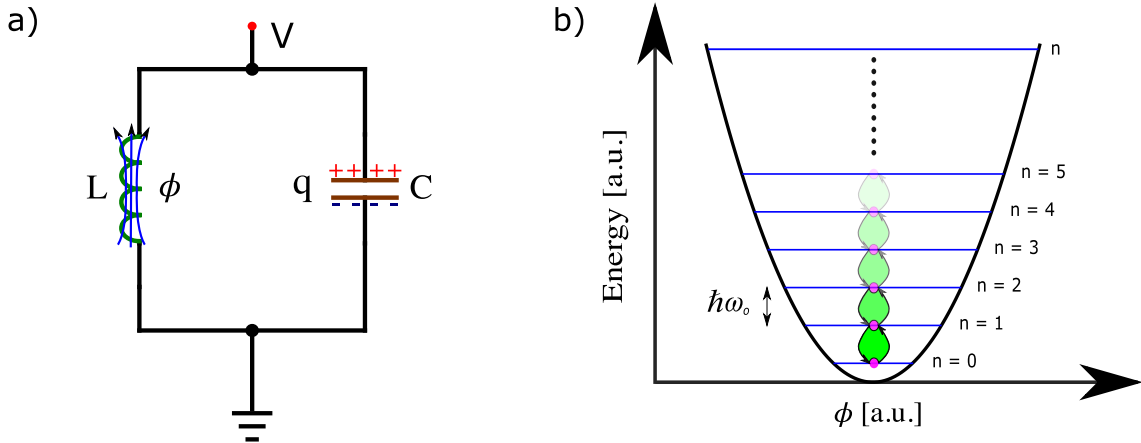 a)
V
L
ϕ
q
C
++ ++
- - - -
b)
Energy [a.u.]
n
n = 5
n = 4
n = 3
n = 2
ℏω₀
n = 1
n = 0
ϕ [a.u.]